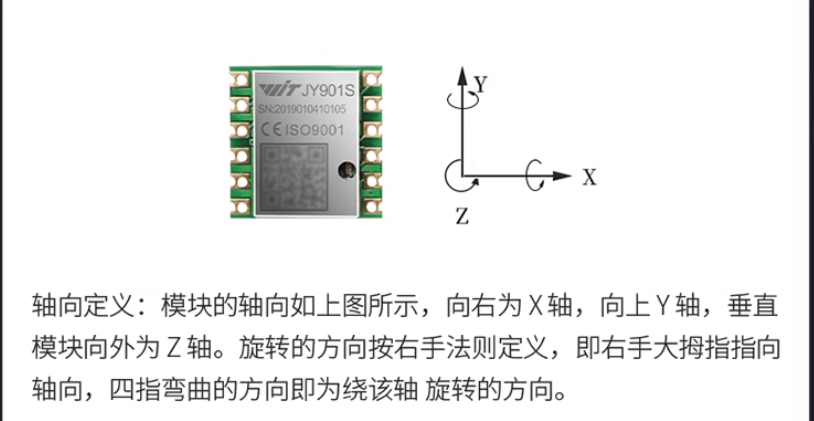 WIT JY901S
SN:2019010410105
CE ISO9001
Y
X
Z
轴向定义：模块的轴向如上图所示，向右为 X 轴，向上 Y 轴，垂直
模块向外为 Z 轴。旋转的方向按右手法则定义，即右手大拇指指向
轴向，四指弯曲的方向即为绕该轴 旋转的方向。